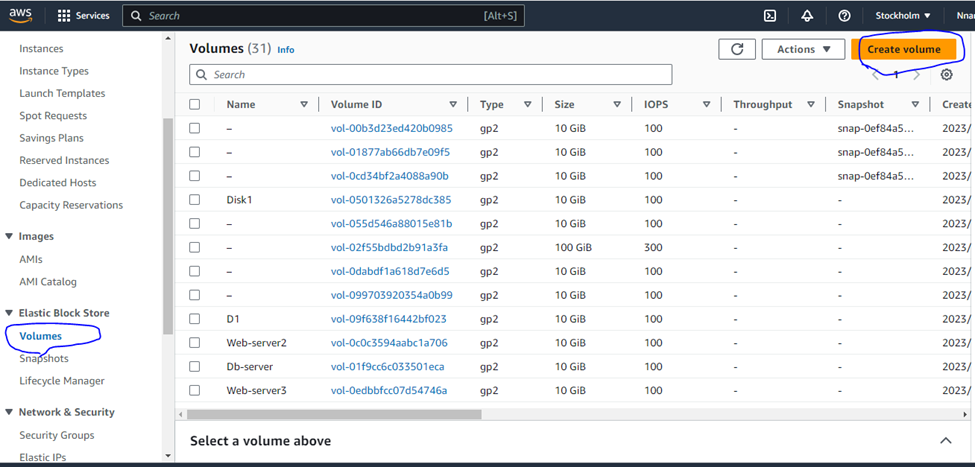 aws Services Search [Alt+S] Stockholm ▼ Nnar
Instances
Instance Types
Launch Templates
Spot Requests
Savings Plans
Reserved Instances
Dedicated Hosts
Capacity Reservations
Images
AMIs
AMI Catalog
Elastic Block Store
Volumes
Snapshots
Lifecycle Manager
Network & Security
Security Groups
Elastic IPs
Volumes (31) Info Actions ▼ Create volume
Search 1
Name Volume ID Type Size IOPS Throughput Snapshot Create
– vol-00b3d23ed420b0985 gp2 10 GiB 100 - snap-0ef84a5... 2023/
– vol-01877ab66db7e09f5 gp2 10 GiB 100 - snap-0ef84a5... 2023/
– vol-0cd34bf2a4088a90b gp2 10 GiB 100 - snap-0ef84a5... 2023/
Disk1 vol-0501326a5278dc385 gp2 10 GiB 100 - - 2023/
– vol-055d546a88015e81b gp2 10 GiB 100 - - 2023/
– vol-02f55bdbd2b91a3fa gp2 100 GiB 300 - - 2023/
– vol-0dabdf1a618d7e6d5 gp2 10 GiB 100 - - 2023/
– vol-099703920354a0b99 gp2 10 GiB 100 - - 2023/
D1 vol-09f638f16442bf023 gp2 10 GiB 100 - - 2023/
Web-server2 vol-0c0c3594aabc1a706 gp2 10 GiB 100 - - 2023/
Db-server vol-01f9cc6c033501eca gp2 10 GiB 100 - - 2023/
Web-server3 vol-0edbbfcc07d54746a gp2 10 GiB 100 - - 2023/
Select a volume above